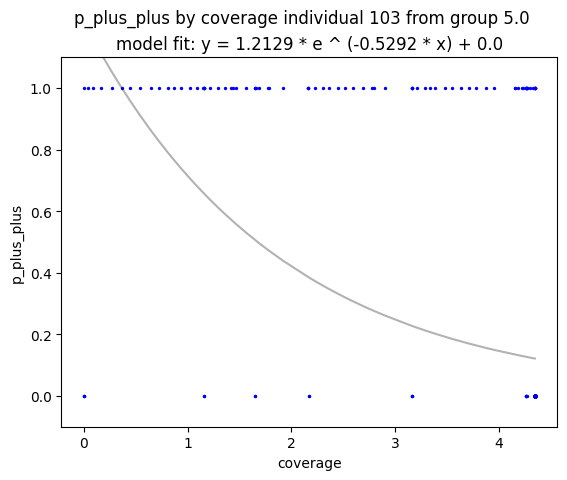 p_plus_plus by coverage individual 103 from group 5.0
model fit: y = 1.2129 * e ^ (-0.5292 * x) + 0.0
1.0
0.8
0.6
0.4
0.2
0.0
p_plus_plus
0 1 2 3 4
coverage